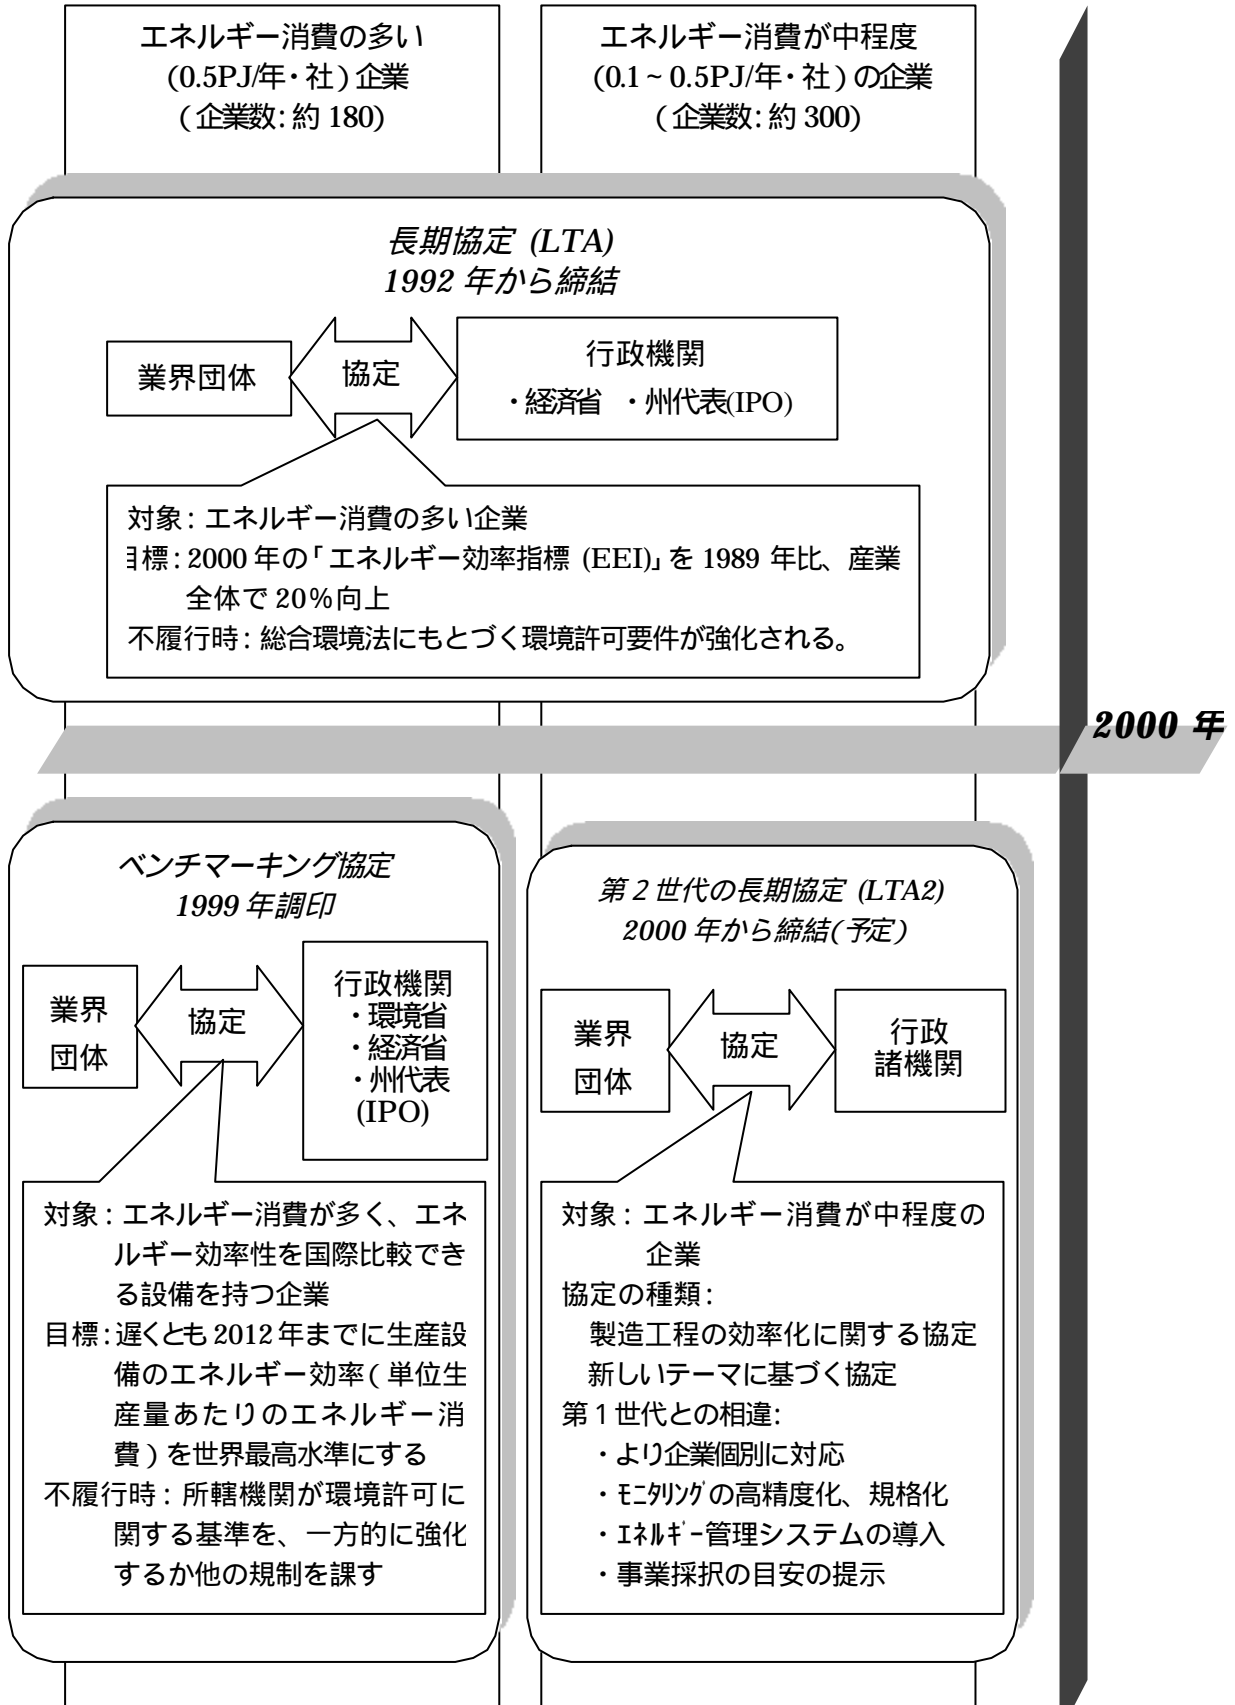 エネルギー消費の多い
(0.5PJ/年・社)企業
(企業数:約 180)
エネルギー消費が中程度
(0.1~0.5PJ/年・社)の企業
(企業数:約 300)
長期協定 (LTA)
1992 年から締結
業界団体
協定
行政機関
・経済省 ・州代表(IPO)
対象:エネルギー消費の多い企業
目標:2000 年の「エネルギー効率指標 (EEI)」を 1989 年比、産業
全体で 20%向上
不履行時:総合環境法にもとづく環境許可要件が強化される。
2000 年
ベンチマーキング協定
1999 年調印
業界
団体
協定
行政機関
・環境省
・経済省
・州代表
(IPO)
対象:エネルギー消費が多く、エネ
ルギー効率性を国際比較でき
る設備を持つ企業
目標:遅くとも 2012 年までに生産設
備のエネルギー効率(単位生
産量あたりのエネルギー消
費)を世界最高水準にする
不履行時:所轄機関が環境許可に
関する基準を、一方的に強化
するか他の規制を課す
第2世代の長期協定 (LTA2)
2000 年から締結(予定)
業界
団体
協定
行政
諸機関
対象:エネルギー消費が中程度の
企業
協定の種類:
製造工程の効率化に関する協定
新しいテーマに基づく協定
第1世代との相違:
・より企業個別に対応
・モニタリングの高精度化、規格化
・エネルギー管理システムの導入
・事業採択の目安の提示